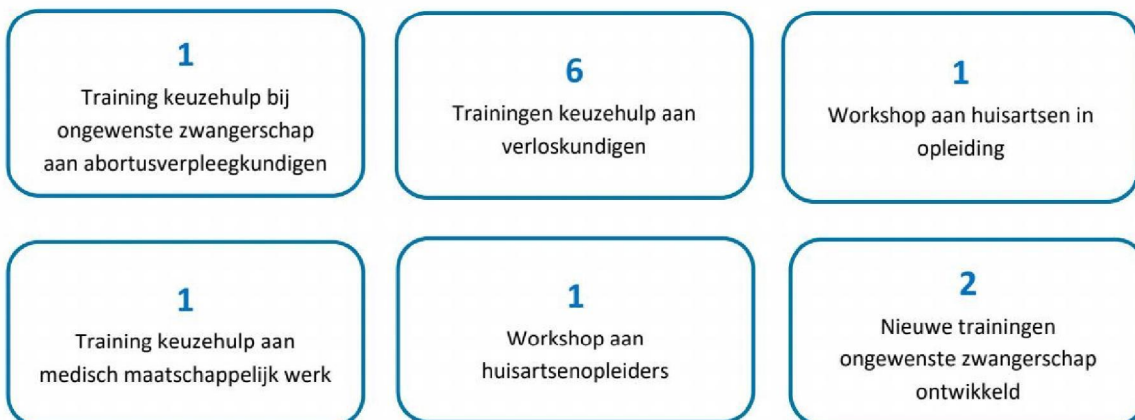 1
Training keuzehulp bij
ongewenste zwangerschap
aan abortusverpleegkundigen
6
Trainingen keuzehulp aan
verloskundigen
1
Workshop aan huisartsen in
opleiding
1
Training keuzehulp aan
medisch maatschappelijk werk
1
Workshop aan
huisartsenopleiders
2
Nieuwe trainingen
ongewenste zwangerschap
ontwikkeld